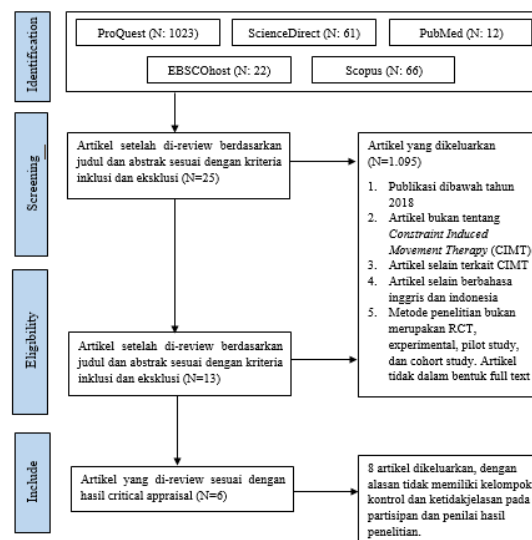 Identification
ProQuest (N: 1023)
ScienceDirect (N: 61)
PubMed (N: 12)
EBSCOhost (N: 22)
Scopus (N: 66)
Screening
Artikel setelah di-review berdasarkan
judul dan abstrak sesuai dengan kriteria
inklusi dan eksklusi (N=25)
Artikel yang dikeluarkan
(N=1.095)
1. Publikasi dibawah tahun
2018
2. Artikel bukan tentang
Constraint Induced
Movement Therapy (CIMT)
3. Artikel selain terkait CIMT
4. Artikel selain berbahasa
inggris dan indonesia
5. Metode penelitian bukan
merupakan RCT,
experimental, pilot study,
dan cohort study. Artikel
tidak dalam bentuk full text
Eligibility
Artikel setelah di-review berdasarkan
judul dan abstrak sesuai dengan kriteria
inklusi dan eksklusi (N=13)
Include
Artikel yang di-review sesuai dengan
hasil critical appraisal (N=6)
8 artikel dikeluarkan, dengan
alasan tidak memiliki kelompok
kontrol dan ketidakjelasan pada
partisipan dan penilai hasil
penelitian.